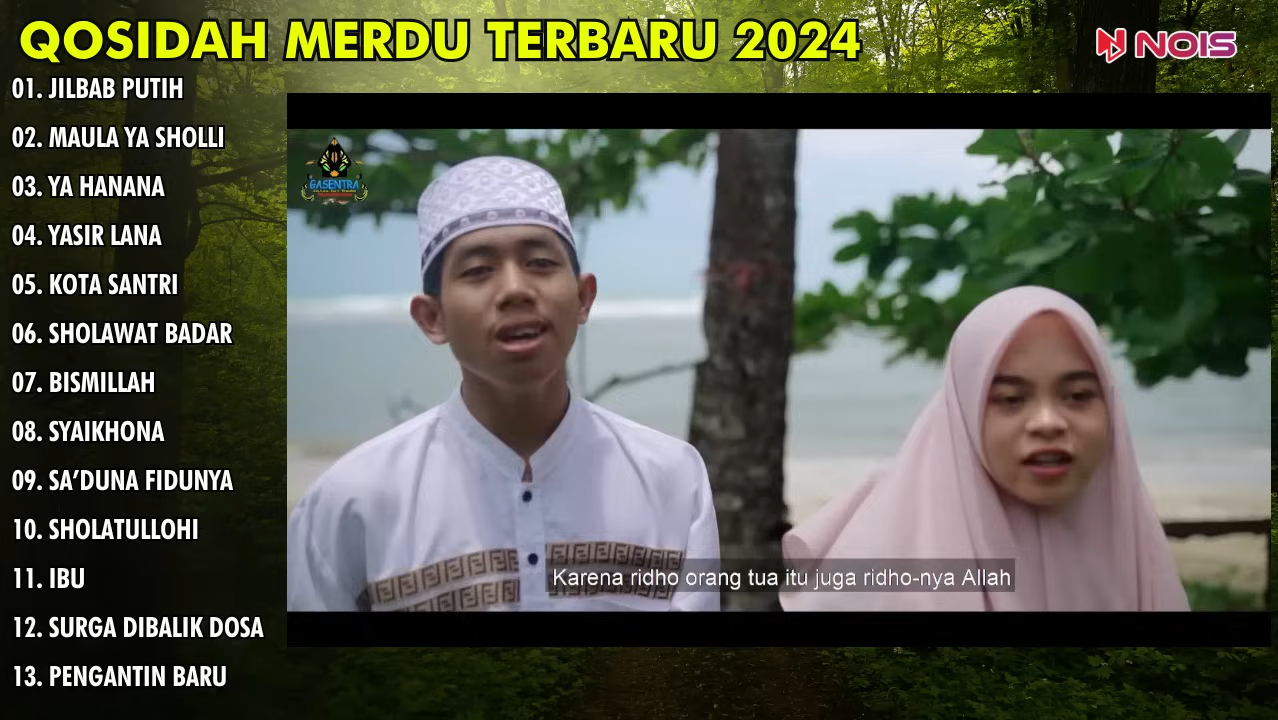 QOSIDAH MERDU TERBARU 2024
NOIS
01. JILBAB PUTIH
02. MAULA YA SHOLLI
03. YA HANANA
04. YASIR LANA
05. KOTA SANTRI
06. SHOLAWAT BADAR
07. BISMILLAH
08. SYAIKHONA
09. SA’DUNA FIDUNYA
10. SHOLATULLOHI
11. IBU
12. SURGA DIBALIK DOSA
13. PENGANTIN BARU
GASENTRA
Karena ridho orang tua itu juga ridho-nya Allah